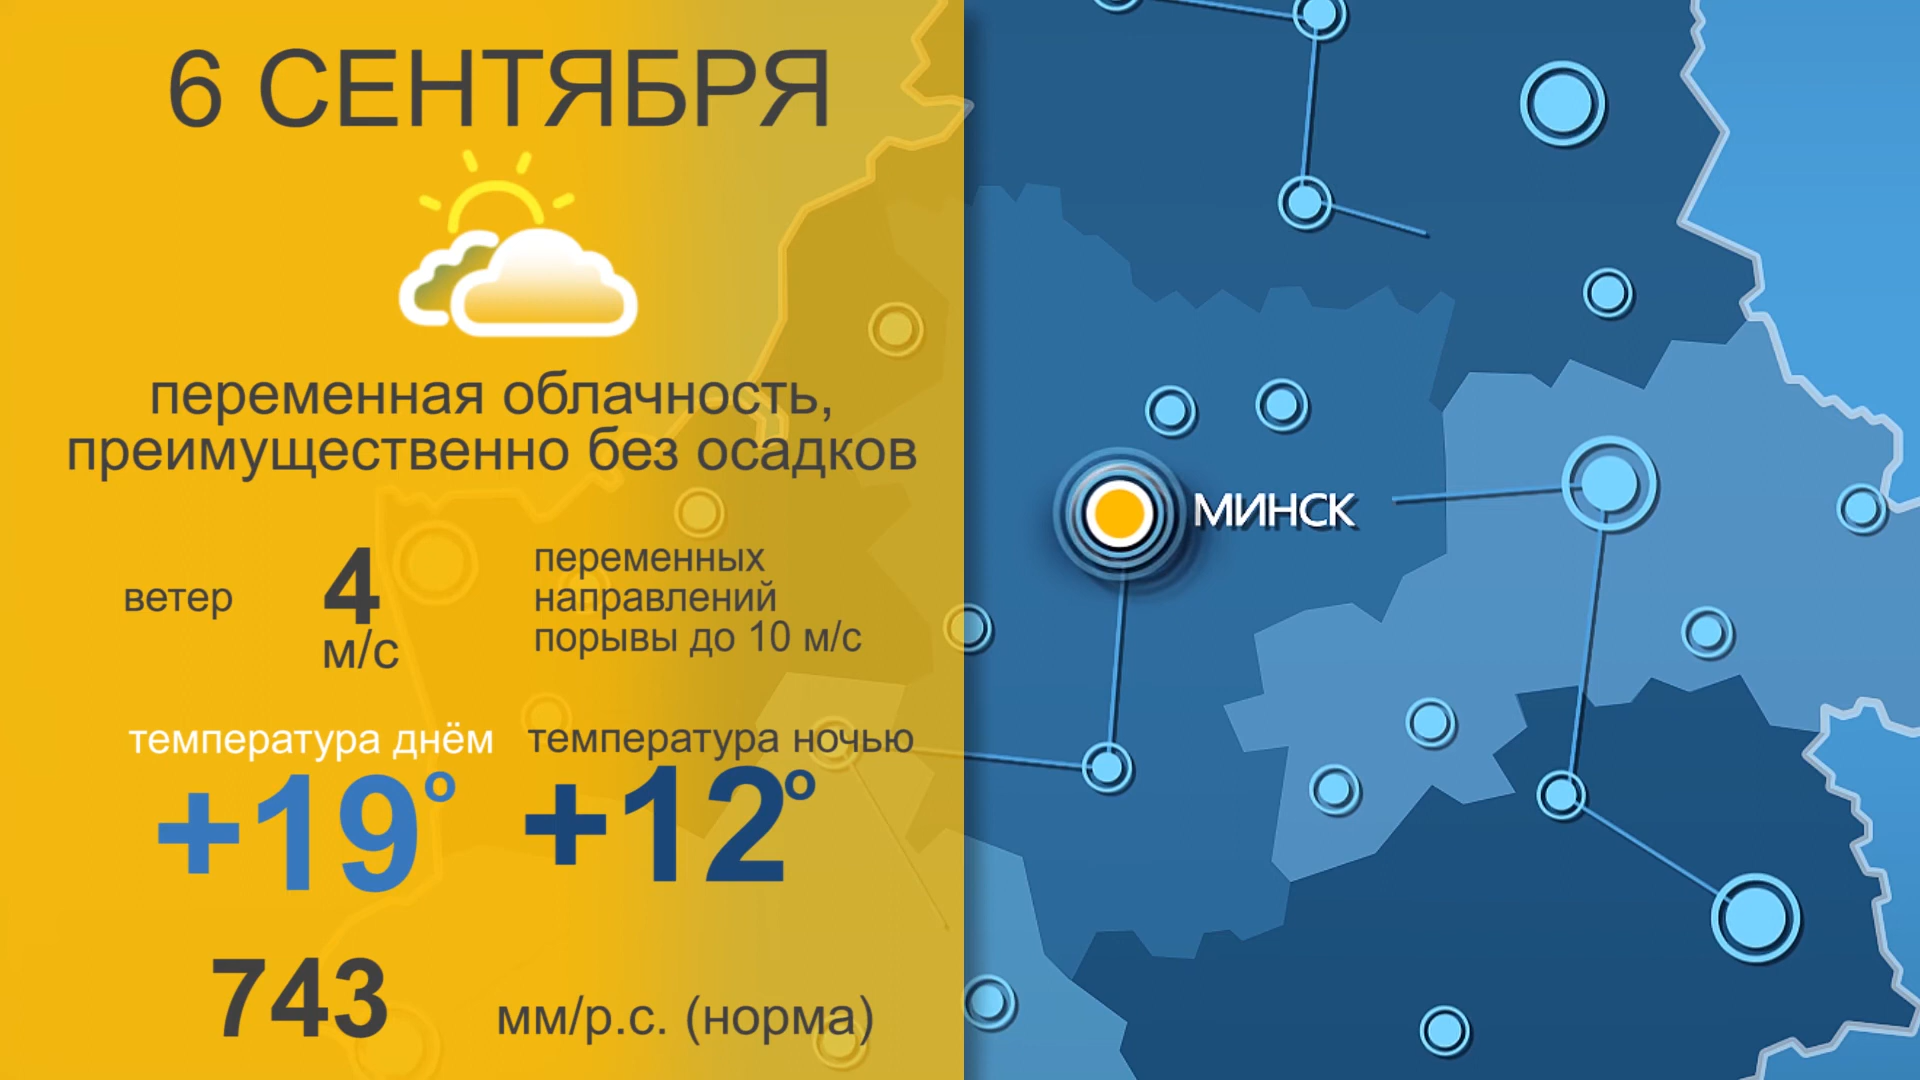 6 СЕНТЯБРЯ
переменная облачность,
преимущественно без осадков
ветер
4
м/с
переменных
направлений
порывы до 10 м/с
температура днём
+19°
температура ночью
+12°
743
мм/р.с. (норма)
МИНСК